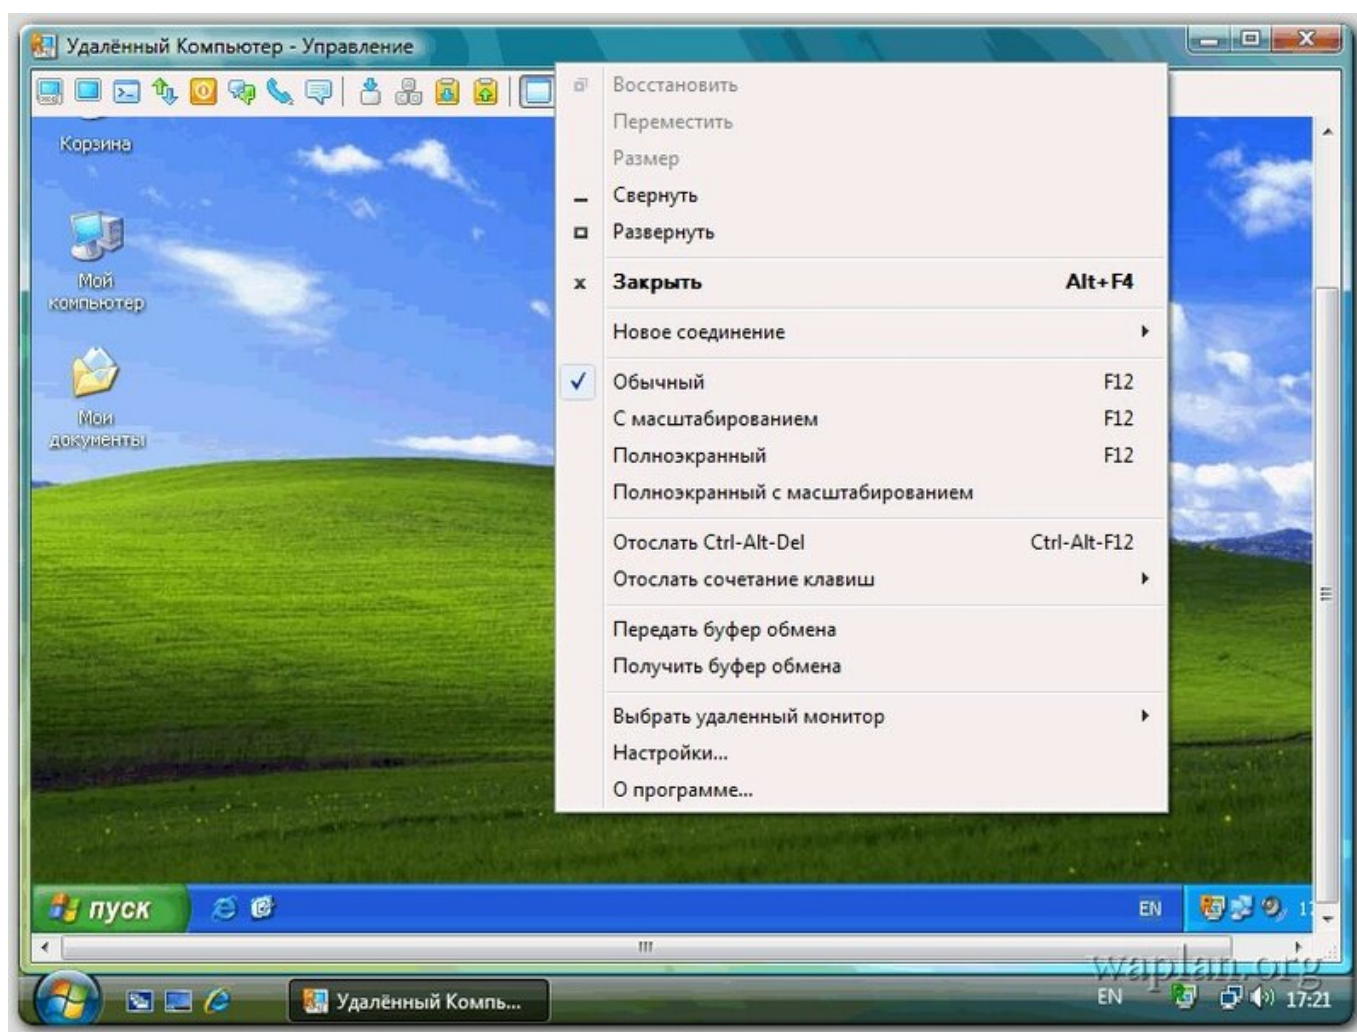 Удалённый Компьютер - Управление
Восстановить
Переместить
Размер
Свернуть
Развернуть
Закрыть Alt+F4
Новое соединение
Обычный F12
С масштабированием F12
Полноэкранный F12
Полноэкранный с масштабированием
Отослать Ctrl-Alt-Del Ctrl-Alt-F12
Отослать сочетание клавиш
Передать буфер обмена
Получить буфер обмена
Выбрать удаленный монитор
Настройки...
О программе...
Корзина
Мой
компьютер
Мои
документы
пуск
EN
waplan.org
Удалённый Компь...
EN
17:21